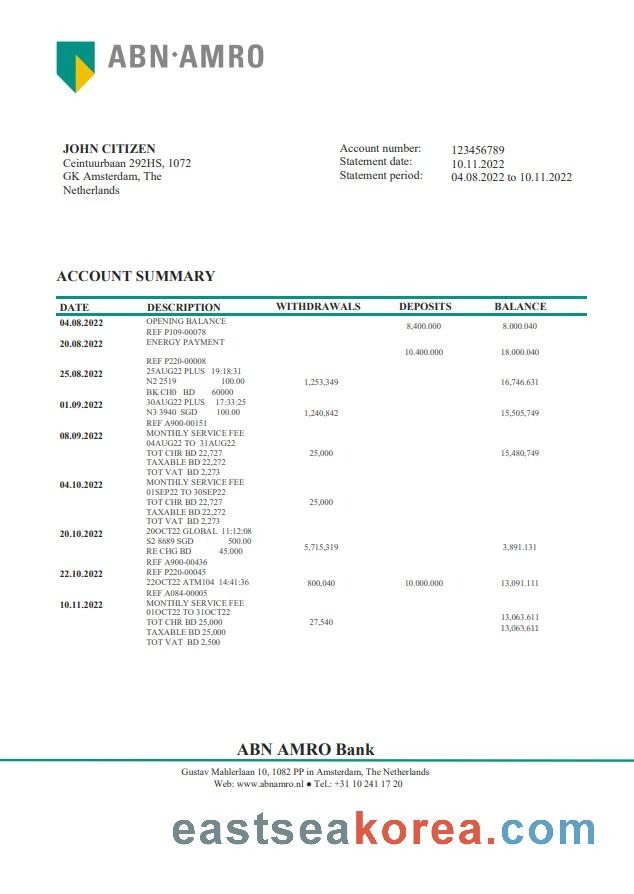 ABN·AMRO
JOHN CITIZEN
Ceintuurbaan 292HS, 1072
GK Amsterdam, The
Netherlands
Account number: 123456789
Statement date: 10.11.2022
Statement period: 04.08.2022 to 10.11.2022
ACCOUNT SUMMARY
DATE DESCRIPTION WITHDRAWALS DEPOSITS BALANCE
04.08.2022 OPENING BALANCE
8,400.000 8.000.040
REF P109-00078
20.08.2022 ENERGY PAYMENT
10.400.000 18.000.040
REF P220-00008
25.08.2022 25AUG22 PLUS 19:18:31
N2 2519 100.00 1,253,349 16,746.631
BK CH0 BD 60000
01.09.2022 30AUG22 PLUS 17:33:25
N3 3940 SGD 100.00 1,240,842 15,505,749
REF A900-00151
08.09.2022 MONTHLY SERVICE FEE
04AUG22 TO 31AUG22
TOT CHR BD 22,727 25,000 15,480,749
TAXABLE BD 22,272
TOT VAT BD 2,273
04.10.2022 MONTHLY SERVICE FEE
01SEP22 TO 30SEP22
TOT CHR BD 22,727 25,000
TAXABLE BD 22,272
TOT VAT BD 2,273
20.10.2022 20OCT22 GLOBAL 11:12:08
S2 8689 SGD 500.00
RE CHG BD 45.000 5,715,319 3,891.131
REF A900-00436
22.10.2022 REF P220-00045
22OCT22 ATM104 14:41:36 800,040 10.000.000 13,091.111
REF A084-00005
10.11.2022 MONTHLY SERVICE FEE
01OCT22 TO 31OCT22
13,063.611
TOT CHR BD 25,000 27,540
13,063.611
TAXABLE BD 25,000
TOT VAT BD 2,500
ABN AMRO Bank
Gustav Mahlerlaan 10, 1082 PP in Amsterdam, The Netherlands
Web: www.abnamro.nl ● Tel.: +31 10 241 17 20
eastseakorea.com